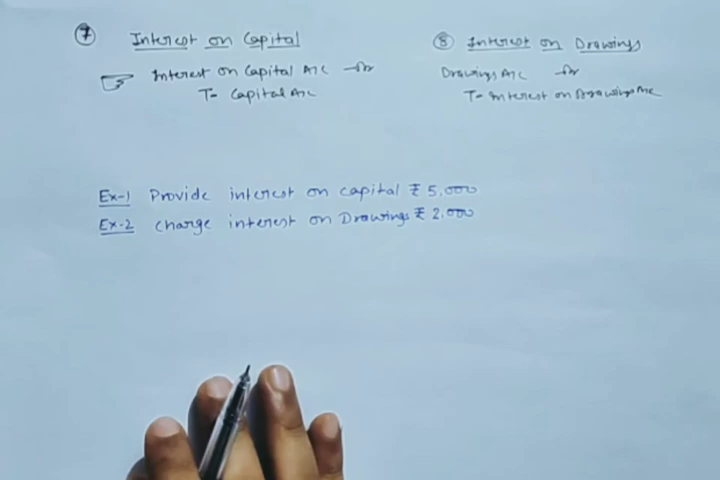 7 Interest on Capital
Interest on Capital A/c Dr
To Capital A/c
8 Interest on Drawings
Drawings A/c Dr
To Interest on Drawings A/c
Ex-1 Provide interest on capital ₹ 5,000
Ex-2 Charge interest on Drawings ₹ 2,000